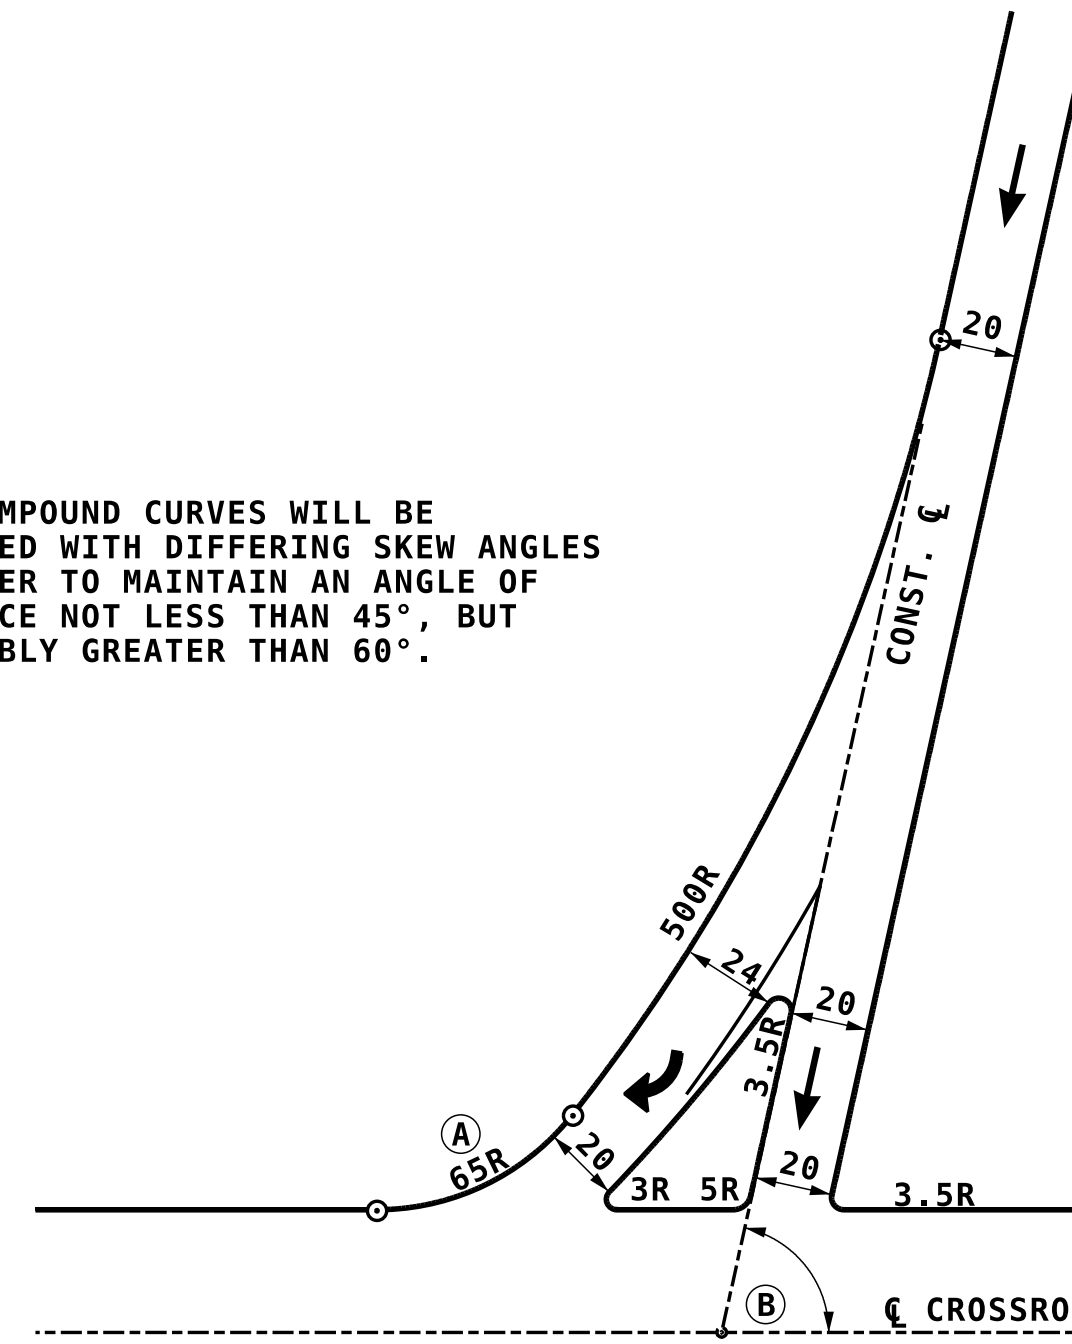 20
CONST. ℄
MPOUND CURVES WILL BE
ED WITH DIFFERING SKEW ANGLES
ER TO MAINTAIN AN ANGLE OF
CE NOT LESS THAN 45°, BUT
BLY GREATER THAN 60°.
500R
24
20
3.5R
A
65R
20
3R
5R
20
3.5R
B
℄ CROSSRO